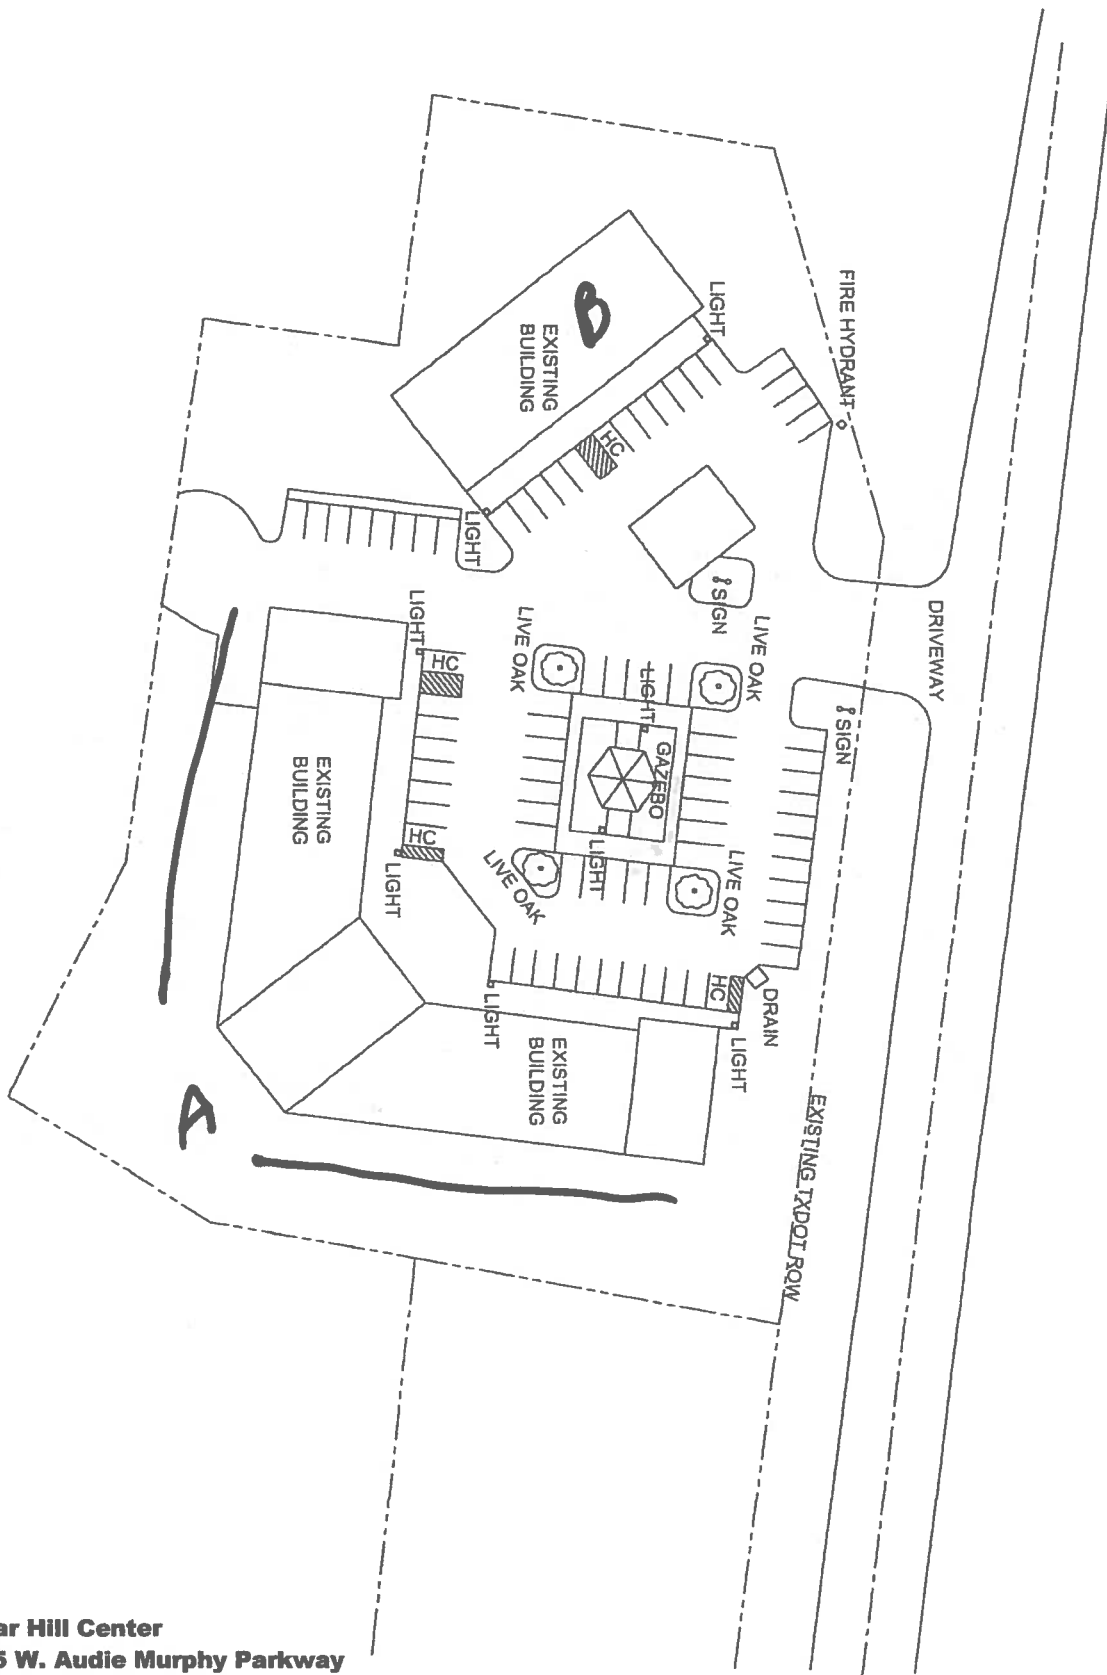 FIRE HYDRANT
LIGHT
B
EXISTING
BUILDING
HC
LIGHT
SIGN
DRIVEWAY
LIVE OAK
LIVE OAK
LIGHT
HC
LIGHT
SIGN
GAZEBO
EXISTING
BUILDING
HC
LIGHT
LIGHT
LIVE OAK
LIVE OAK
HC
DRAIN
LIGHT
LIGHT
EXISTING
BUILDING
A
EXISTING TXDOT ROW
ar Hill Center
5 W. Audie Murphy Parkway